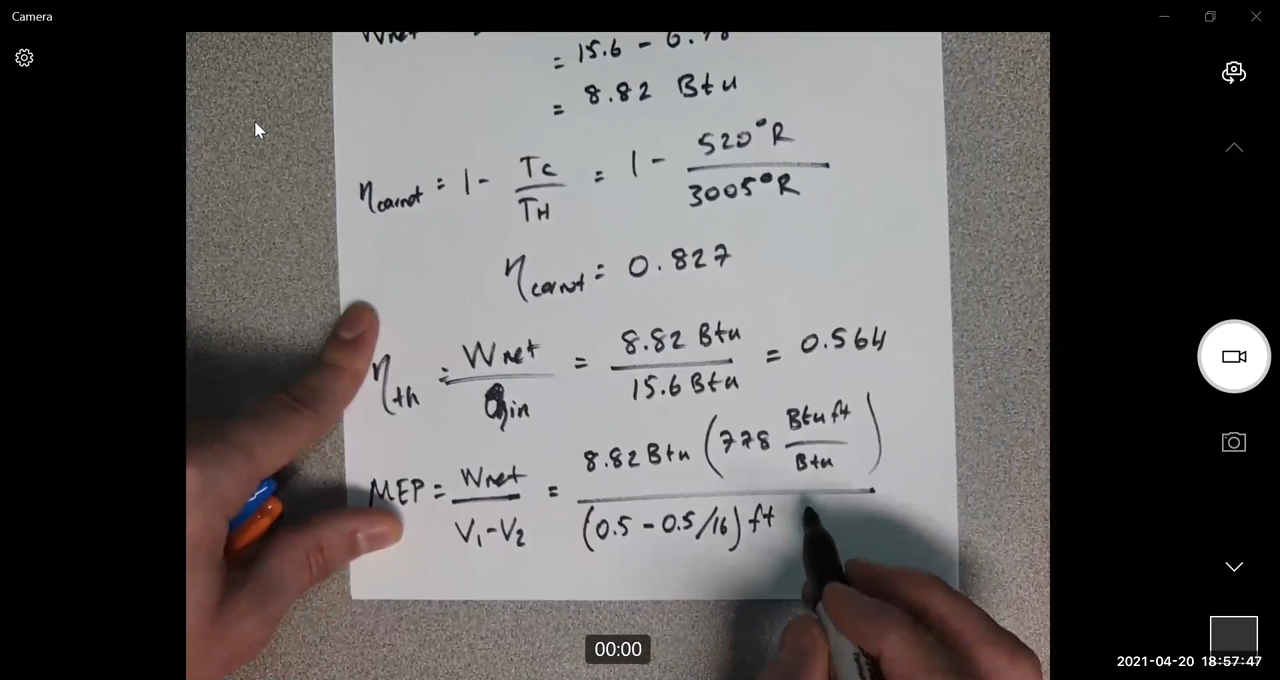 Camera
Wnet
= 15.6 -
= 8.82 Btu
ηcarnot = 1 - Tc/TH = 1 - 520°R/3005°R
ηcarnot = 0.827
ηth = Wnet/Qin = 8.82 Btu/15.6 Btu = 0.564
MEP = Wnet/V₁-V₂ = 8.82 Btu (778 Btu ft/Btu)/(0.5 - 0.5/16) ft
00:00
2021-04-20 18:57:47